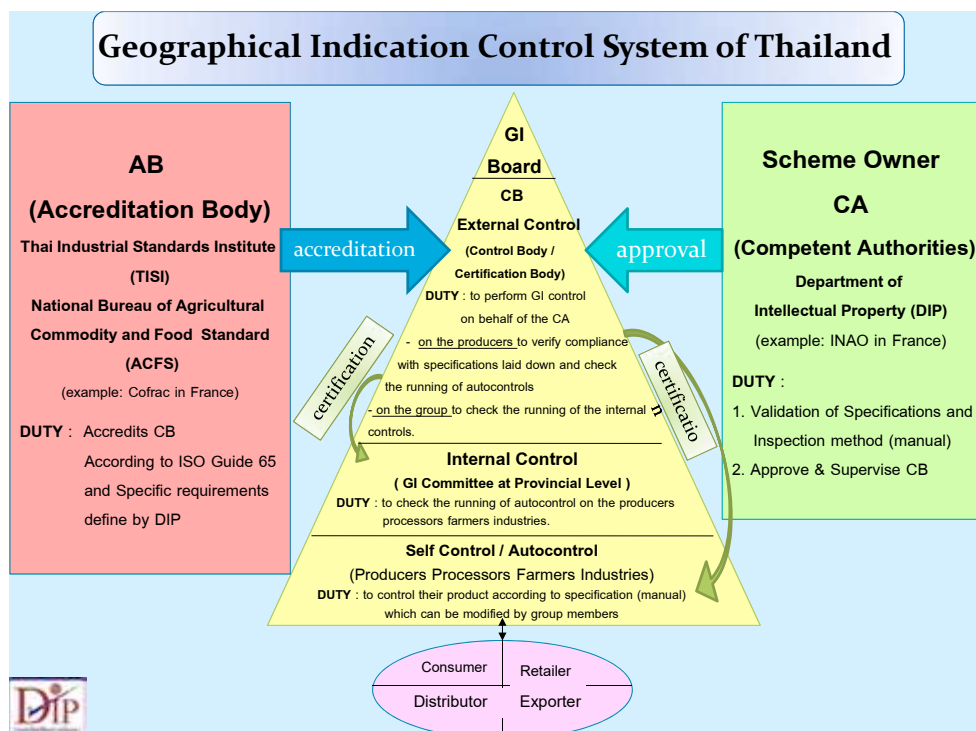 Geographical Indication Control System of Thailand
AB
(Accreditation Body)
Thai Industrial Standards Institute
(TISI)
National Bureau of Agricultural
Commodity and Food Standard
(ACFS)
(example: Cofrac in France)
DUTY : Accredits CB
According to ISO Guide 65
and Specific requirements
define by DIP
accreditation
GI
Board
CB
External Control
(Control Body /
Certification Body)
DUTY : to perform GI control
on behalf of the CA
- on the producers to verify compliance
with specifications laid down and check
the running of autocontrols
- on the group to check the running of the internal
controls.
certification
certificatio
n
Internal Control
( GI Committee at Provincial Level )
DUTY : to check the running of autocontrol on the producers
processors farmers industries.
Self Control / Autocontrol
(Producers Processors Farmers Industries)
DUTY : to control their product according to specification (manual)
which can be modified by group members
approval
Scheme Owner
CA
(Competent Authorities)
Department of
Intellectual Property (DIP)
(example: INAO in France)
DUTY :
1. Validation of Specifications and
Inspection method (manual)
2. Approve & Supervise CB
Consumer
Retailer
Distributor
Exporter
DIP